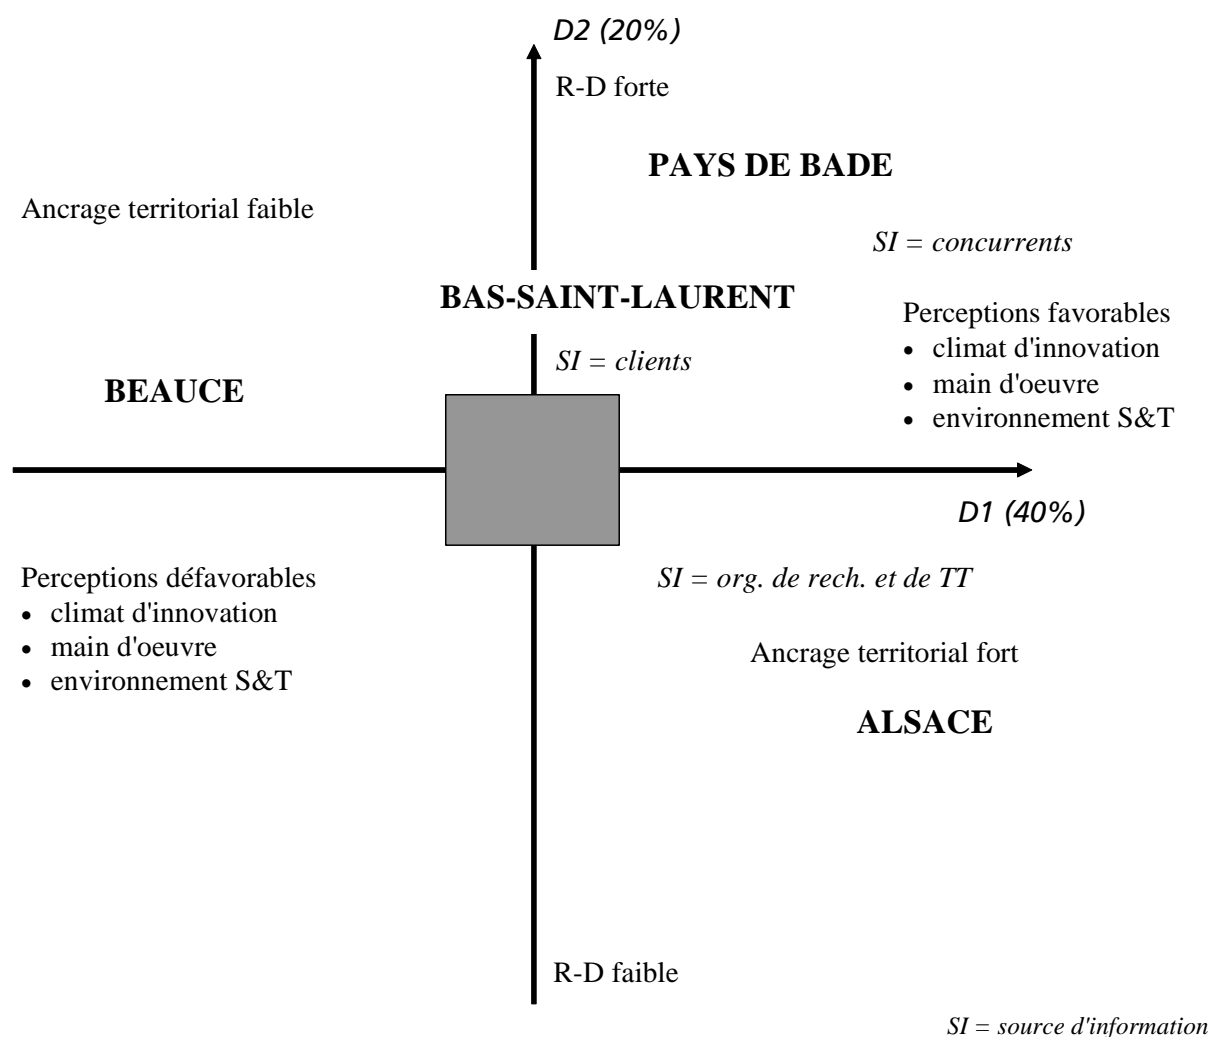 D2 (20%)
R-D forte
PAYS DE BADE
Ancrage territorial faible
SI = concurrents
BAS-SAINT-LAURENT
Perceptions favorables
• climat d'innovation
• main d'oeuvre
• environnement S&T
SI = clients
BEAUCE
D1 (40%)
Perceptions défavorables
• climat d'innovation
• main d'oeuvre
• environnement S&T
SI = org. de rech. et de TT
Ancrage territorial fort
ALSACE
R-D faible
SI = source d'information